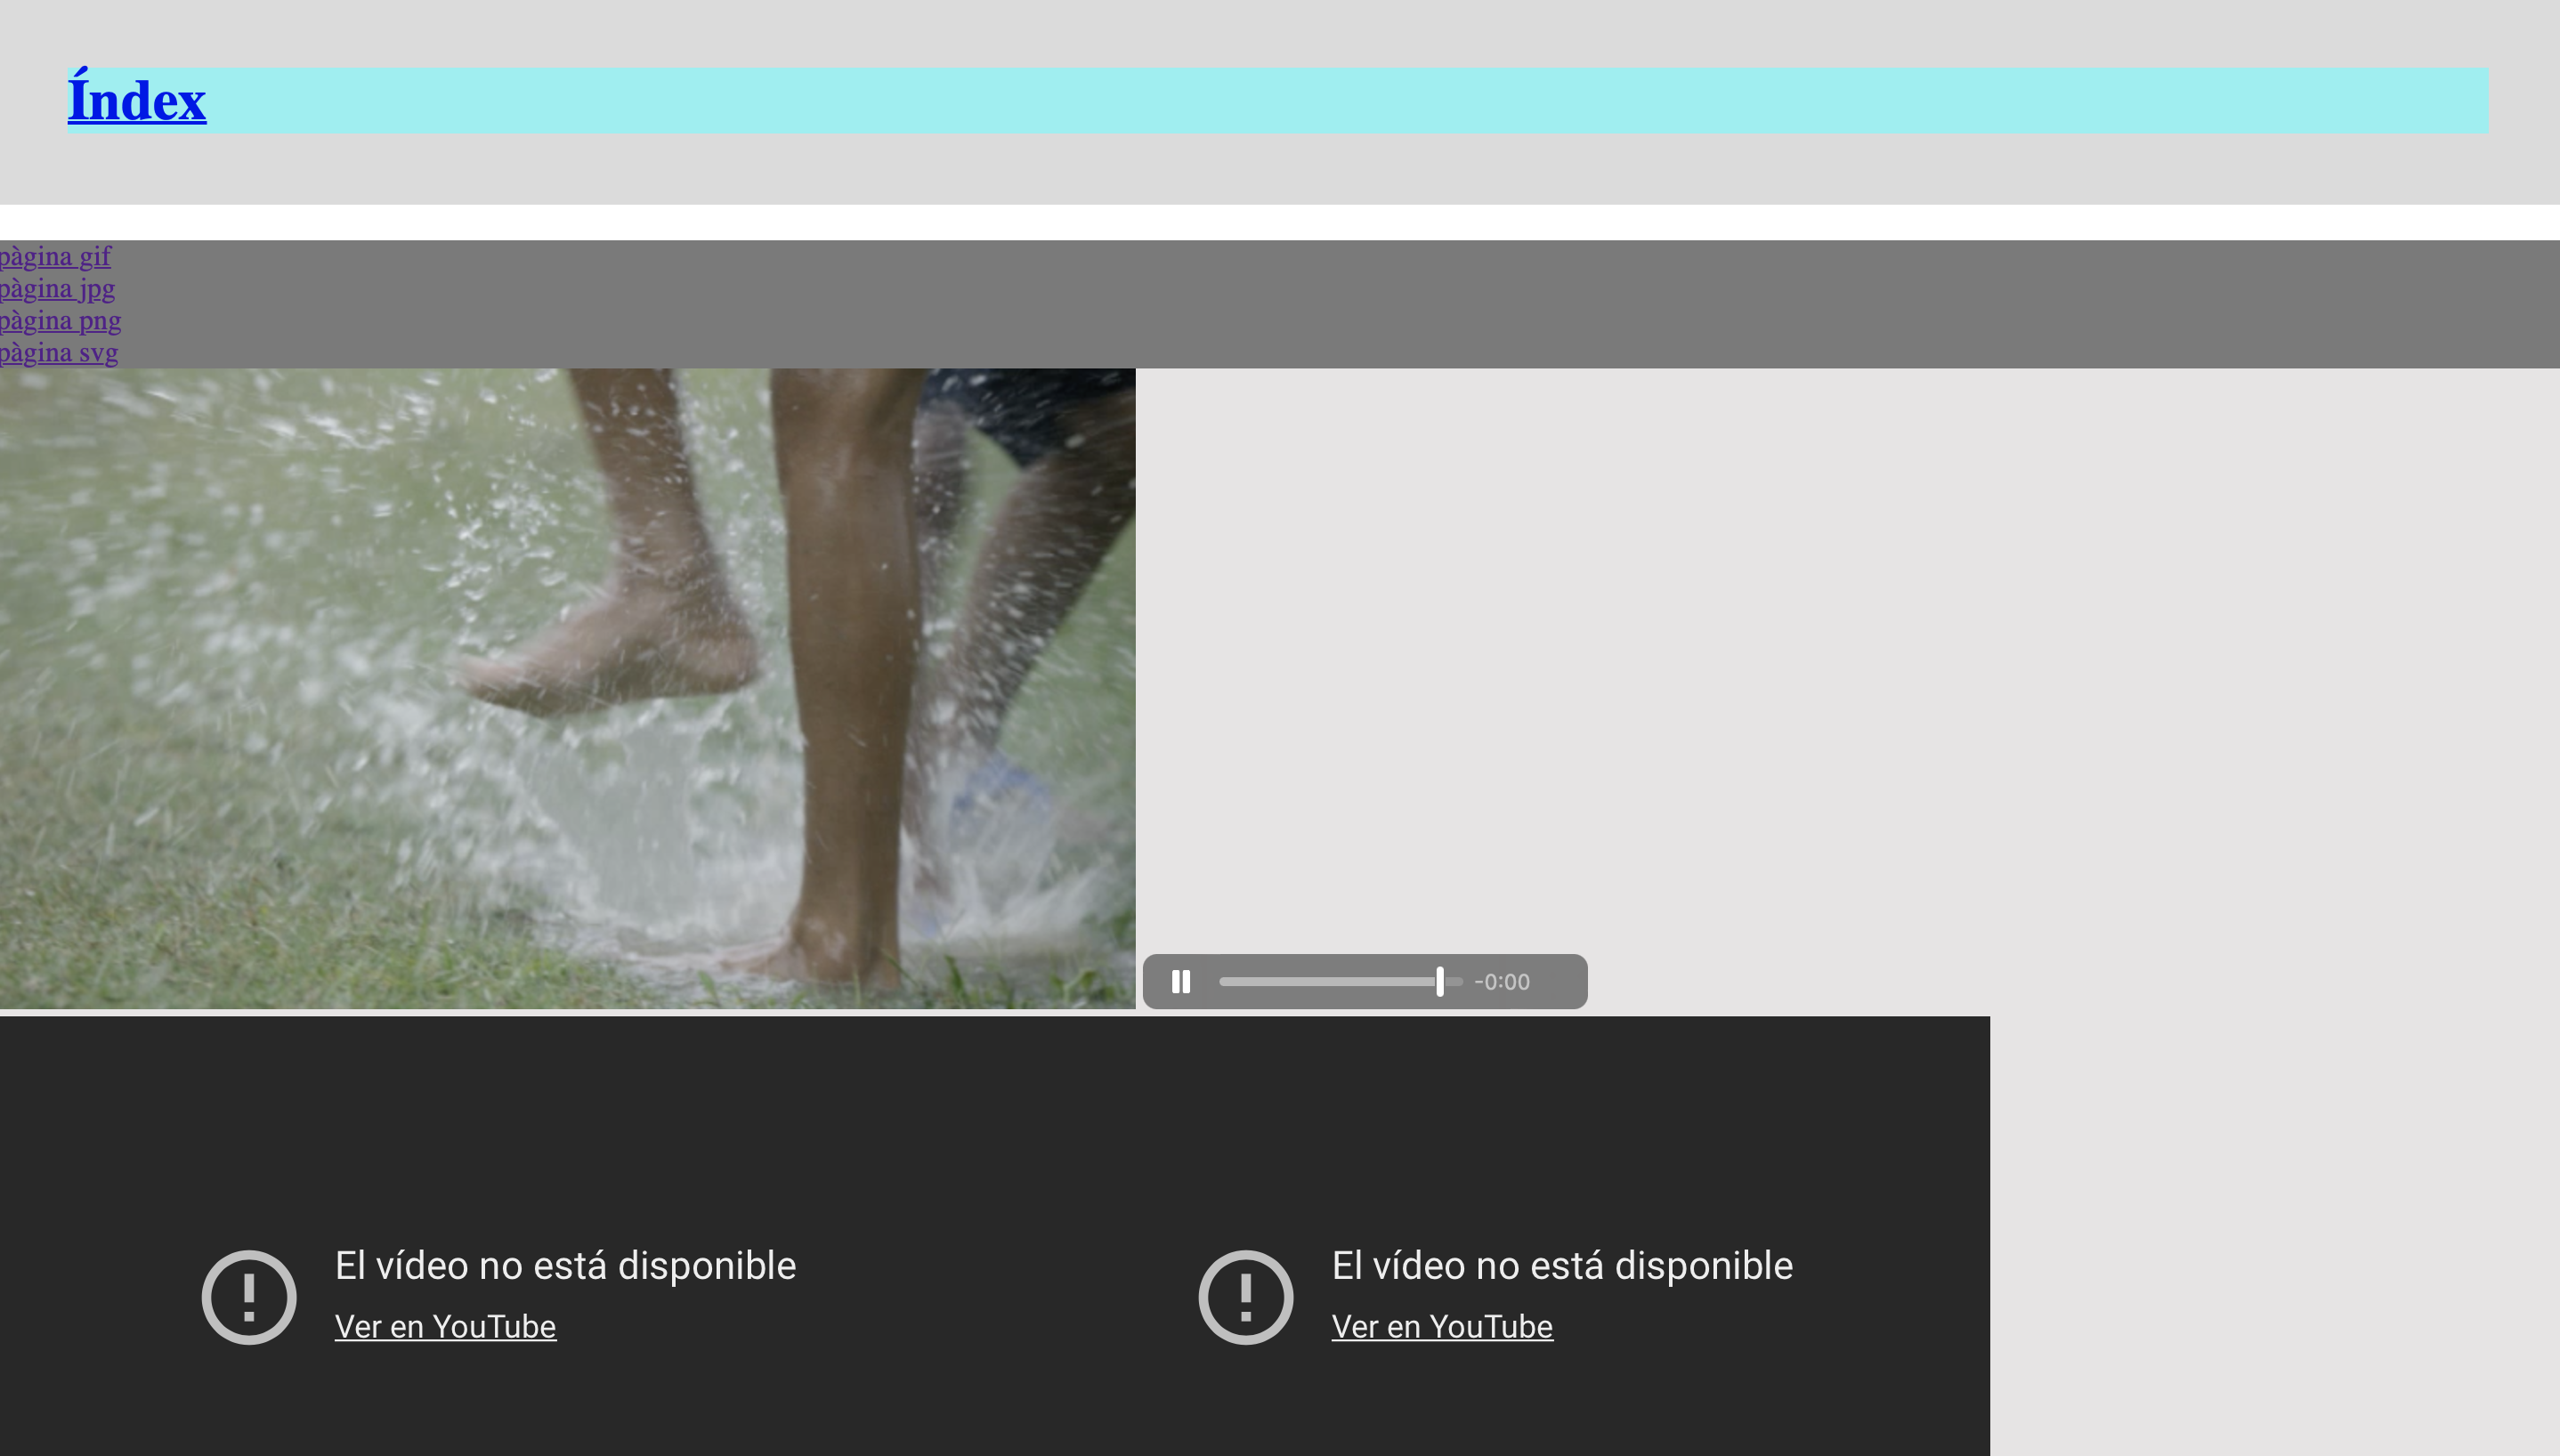 Índex
pàgina gif
pàgina jpg
pàgina png
pàgina svg
-0:00
El vídeo no está disponible
Ver en YouTube
El vídeo no está disponible
Ver en YouTube